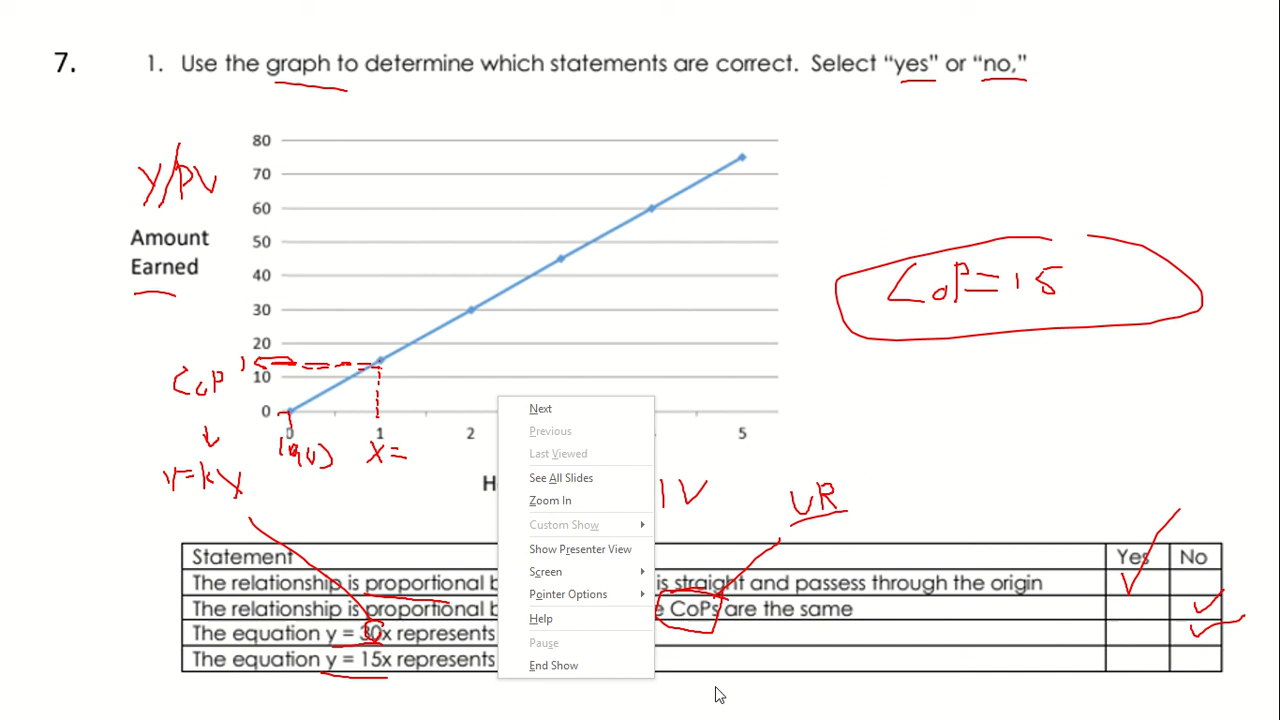 7. 1. Use the graph to determine which statements are correct. Select “yes” or “no,”
80
y/pv
70
60
Amount
Earned
50
40
CoP=15
30
20
CoP 15
10
0
0 1 2 5
(0,0) x=
y=kx
H
IV
UR
Next
Previous
Last Viewed
See All Slides
Zoom In
Custom Show
Show Presenter View
Screen
Pointer Options
Help
Pause
End Show
Statement Yes No
The relationship is proportional b is straight and passess through the origin
The relationship is proportional b e CoPs are the same
The equation y = 30x represents
The equation y = 15x represents